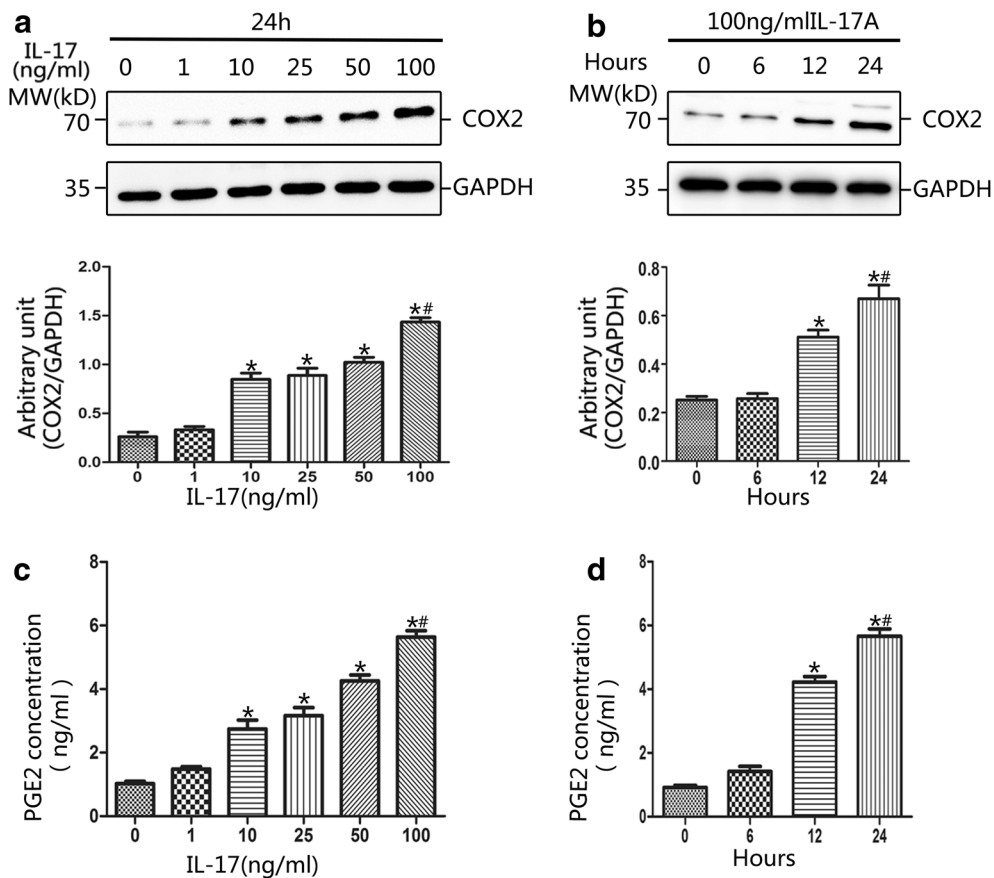 a
24h
IL-17
(ng/ml)
0 1 10 25 50 100
MW(kD)
70
COX2
35
GAPDH
b
100ng/mlIL-17A
Hours
0 6 12 24
MW(kD)
70
COX2
35
GAPDH
Arbitrary unit
(COX2/GAPDH)
2.0
1.5
1.0
0.5
0.0
*
*
*
*#
0 1 10 25 50 100
IL-17(ng/ml)
Arbitrary unit
(COX2/GAPDH)
0.8
0.6
0.4
0.2
0.0
*
*#
0 6 12 24
Hours
c
PGE2 concentration
( ng/ml )
8
6
4
2
0
*
*
*
*#
0 1 10 25 50 100
IL-17(ng/ml)
d
PGE2 concentration
( ng/ml )
8
6
4
2
0
*
*#
0 6 12 24
Hours